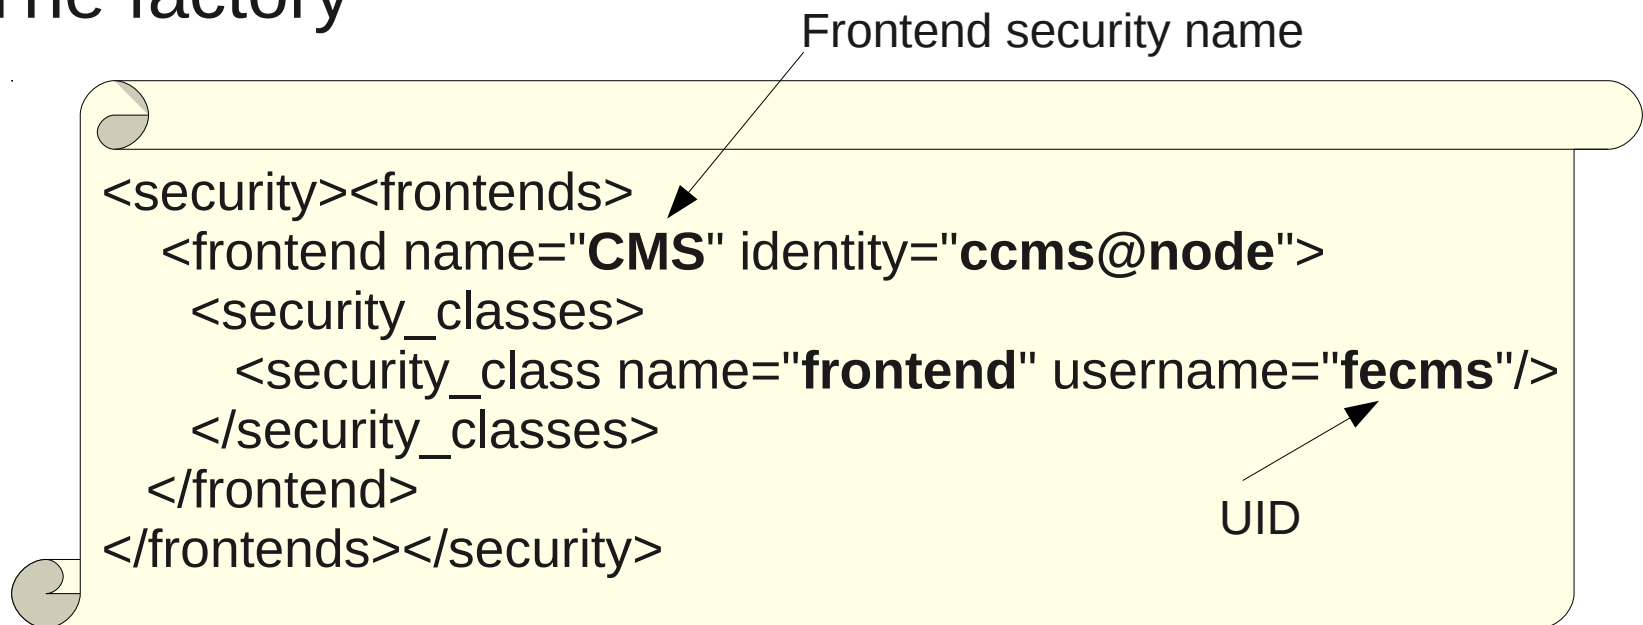 The factory
Frontend security name
<security><frontends>
<frontend name="CMS" identity="ccms@node">
<security_classes>
<security_class name="frontend" username="fecms"/>
</security_classes>
</frontend>
UID
</frontends></security>